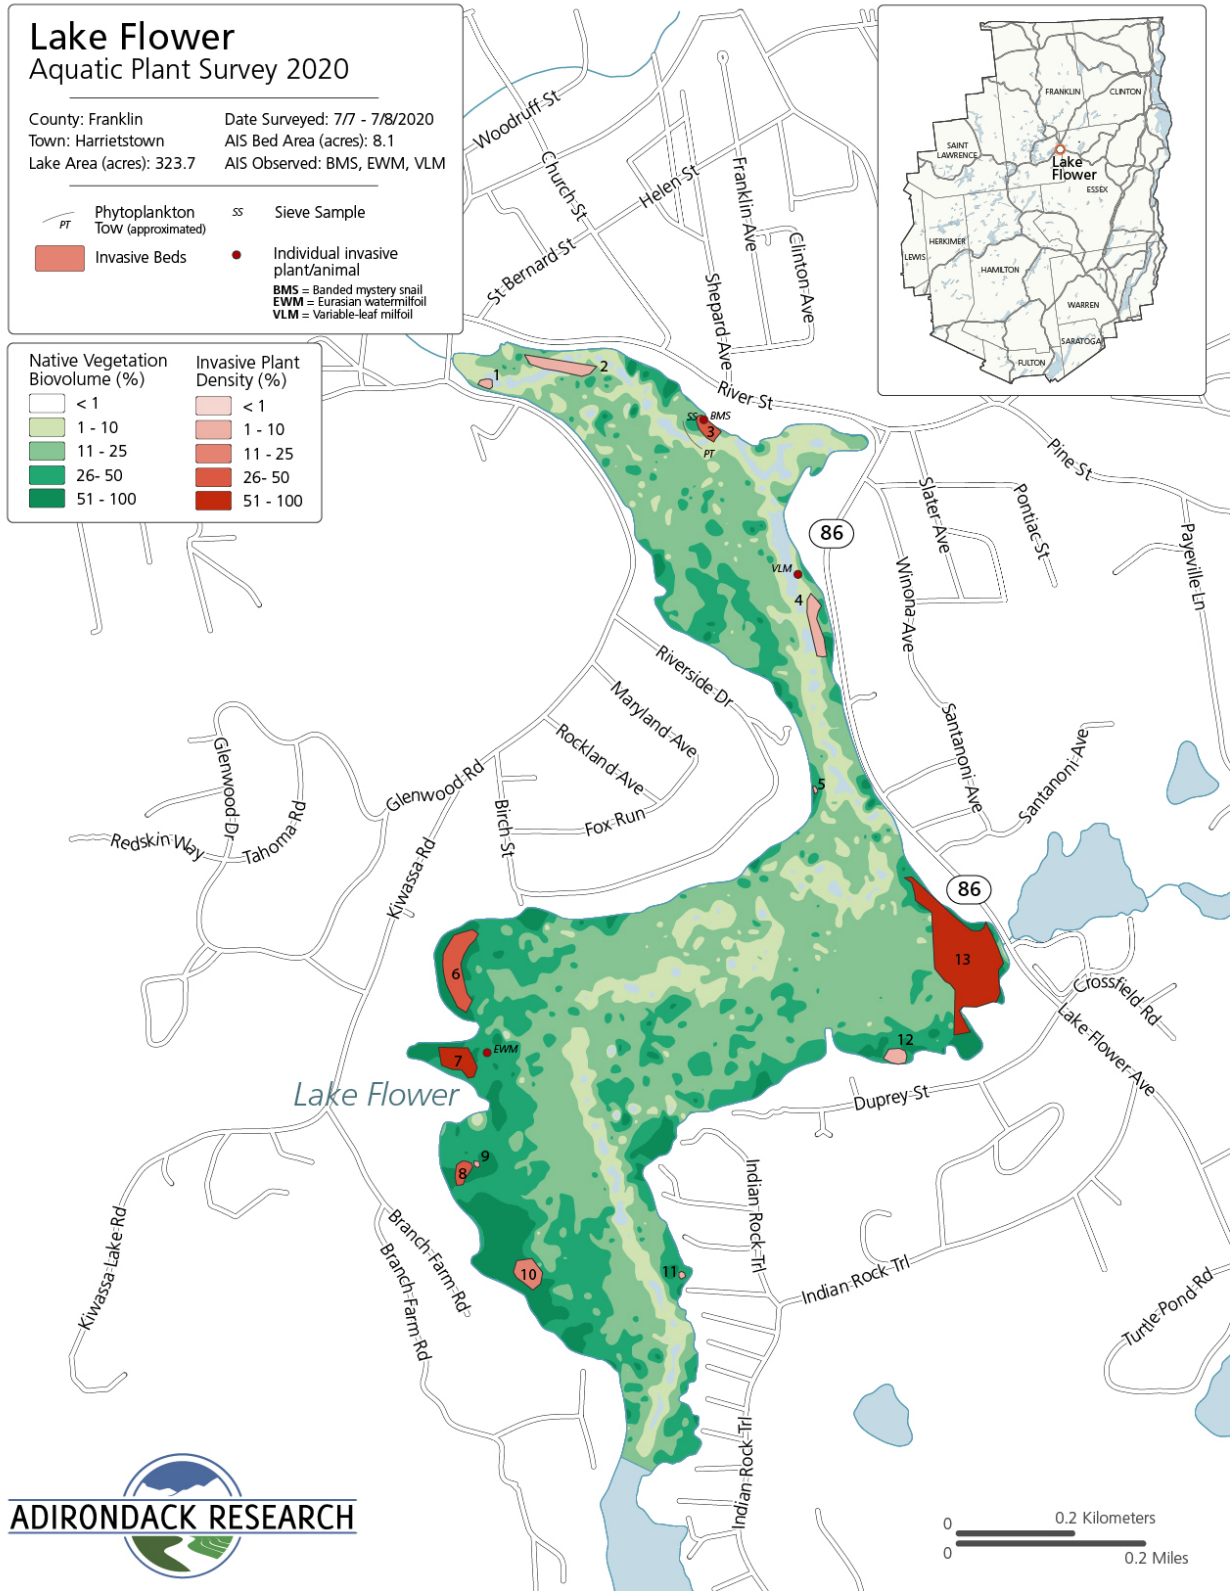 Lake Flower
Aquatic Plant Survey 2020
County: Franklin
Town: Harrietstown
Lake Area (acres): 323.7
Date Surveyed: 7/7 - 7/8/2020
AIS Bed Area (acres): 8.1
AIS Observed: BMS, EWM, VLM
PT
Phytoplankton
Tow (approximated)
SS
Sieve Sample
Invasive Beds
Individual invasive
plant/animal
BMS = Banded mystery snail
EWM = Eurasian watermilfoil
VLM = Variable-leaf milfoil
Native Vegetation
Biovolume (%)
< 1
1 - 10
11 - 25
26- 50
51 - 100
Invasive Plant
Density (%)
< 1
1 - 10
11 - 25
26- 50
51 - 100
FRANKLIN
CLINTON
SAINT
LAWRENCE
Lake
Flower
ESSEX
HERKIMER
LEWIS
HAMILTON
WARREN
SARATOGA
FULTON
Woodruff St
Church St
Helen St
Franklin Ave
St Bernard St
Clinton Ave
Shepard Ave
River St
Pine St
1
2
SS
BMS
3
PT
86
Slater Ave
Pontiac St
Payeville Ln
Winona Ave
VLM
4
Riverside Dr
Maryland Ave
Rockland Ave
Santanoni Ave
Santanoni Ave
Glenwood Dr
Glenwood Rd
Tahoma Rd
Redskin Way
Birch St
Fox Run
Kiwassa Rd
5
86
6
13
Crossfield Rd
Lake Flower Ave
12
EWM
7
Lake Flower
Duprey St
9
8
Indian Rock Trl
Branch Farm Rd
Branch Farm Rd
Kiwassa Lake Rd
10
11
Indian Rock Trl
Turtle Pond Rd
Indian Rock Trl
ADIRONDACK RESEARCH
0
0.2 Kilometers
0
0.2 Miles